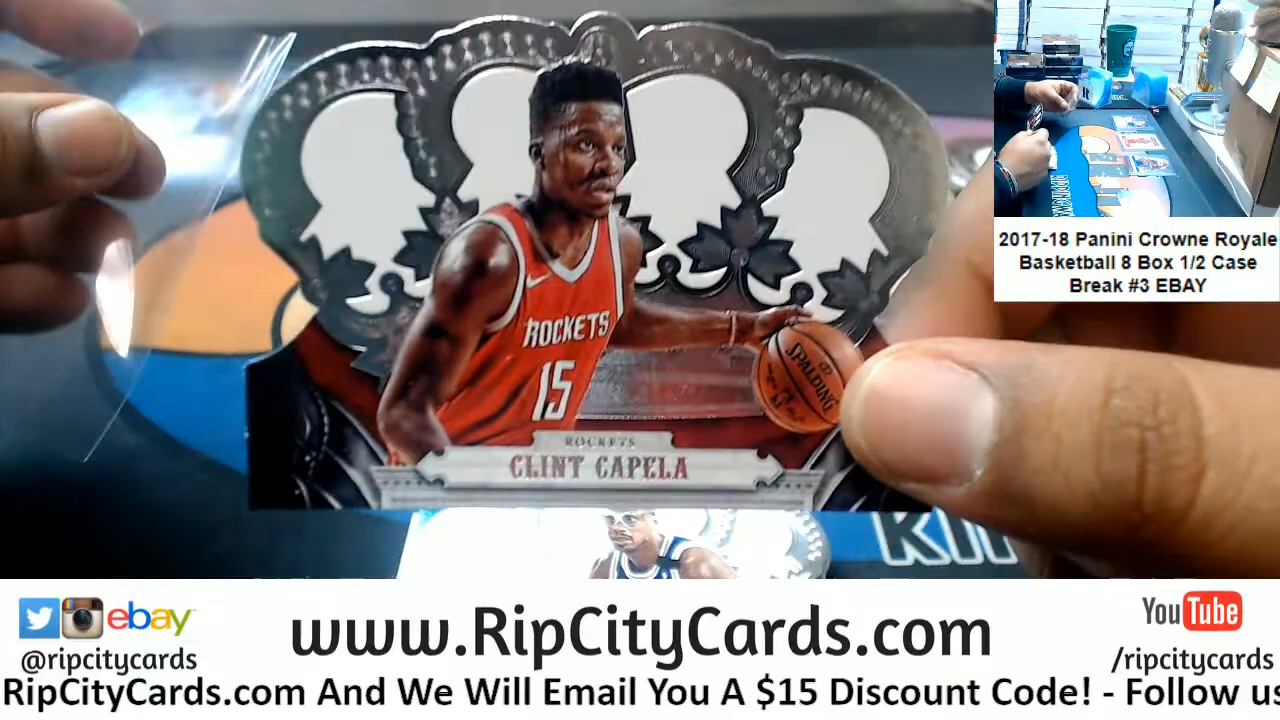 ROCKETS
15
SPALDING
ROCKETS
CLINT CAPELA
2017-18 Panini Crowne Royale
Basketball 8 Box 1/2 Case
Break #3 EBAY
ebay
@ripcitycards
www.RipCityCards.com
YouTube
/ripcitycards
RipCityCards.com And We Will Email You A $15 Discount Code! - Follow us